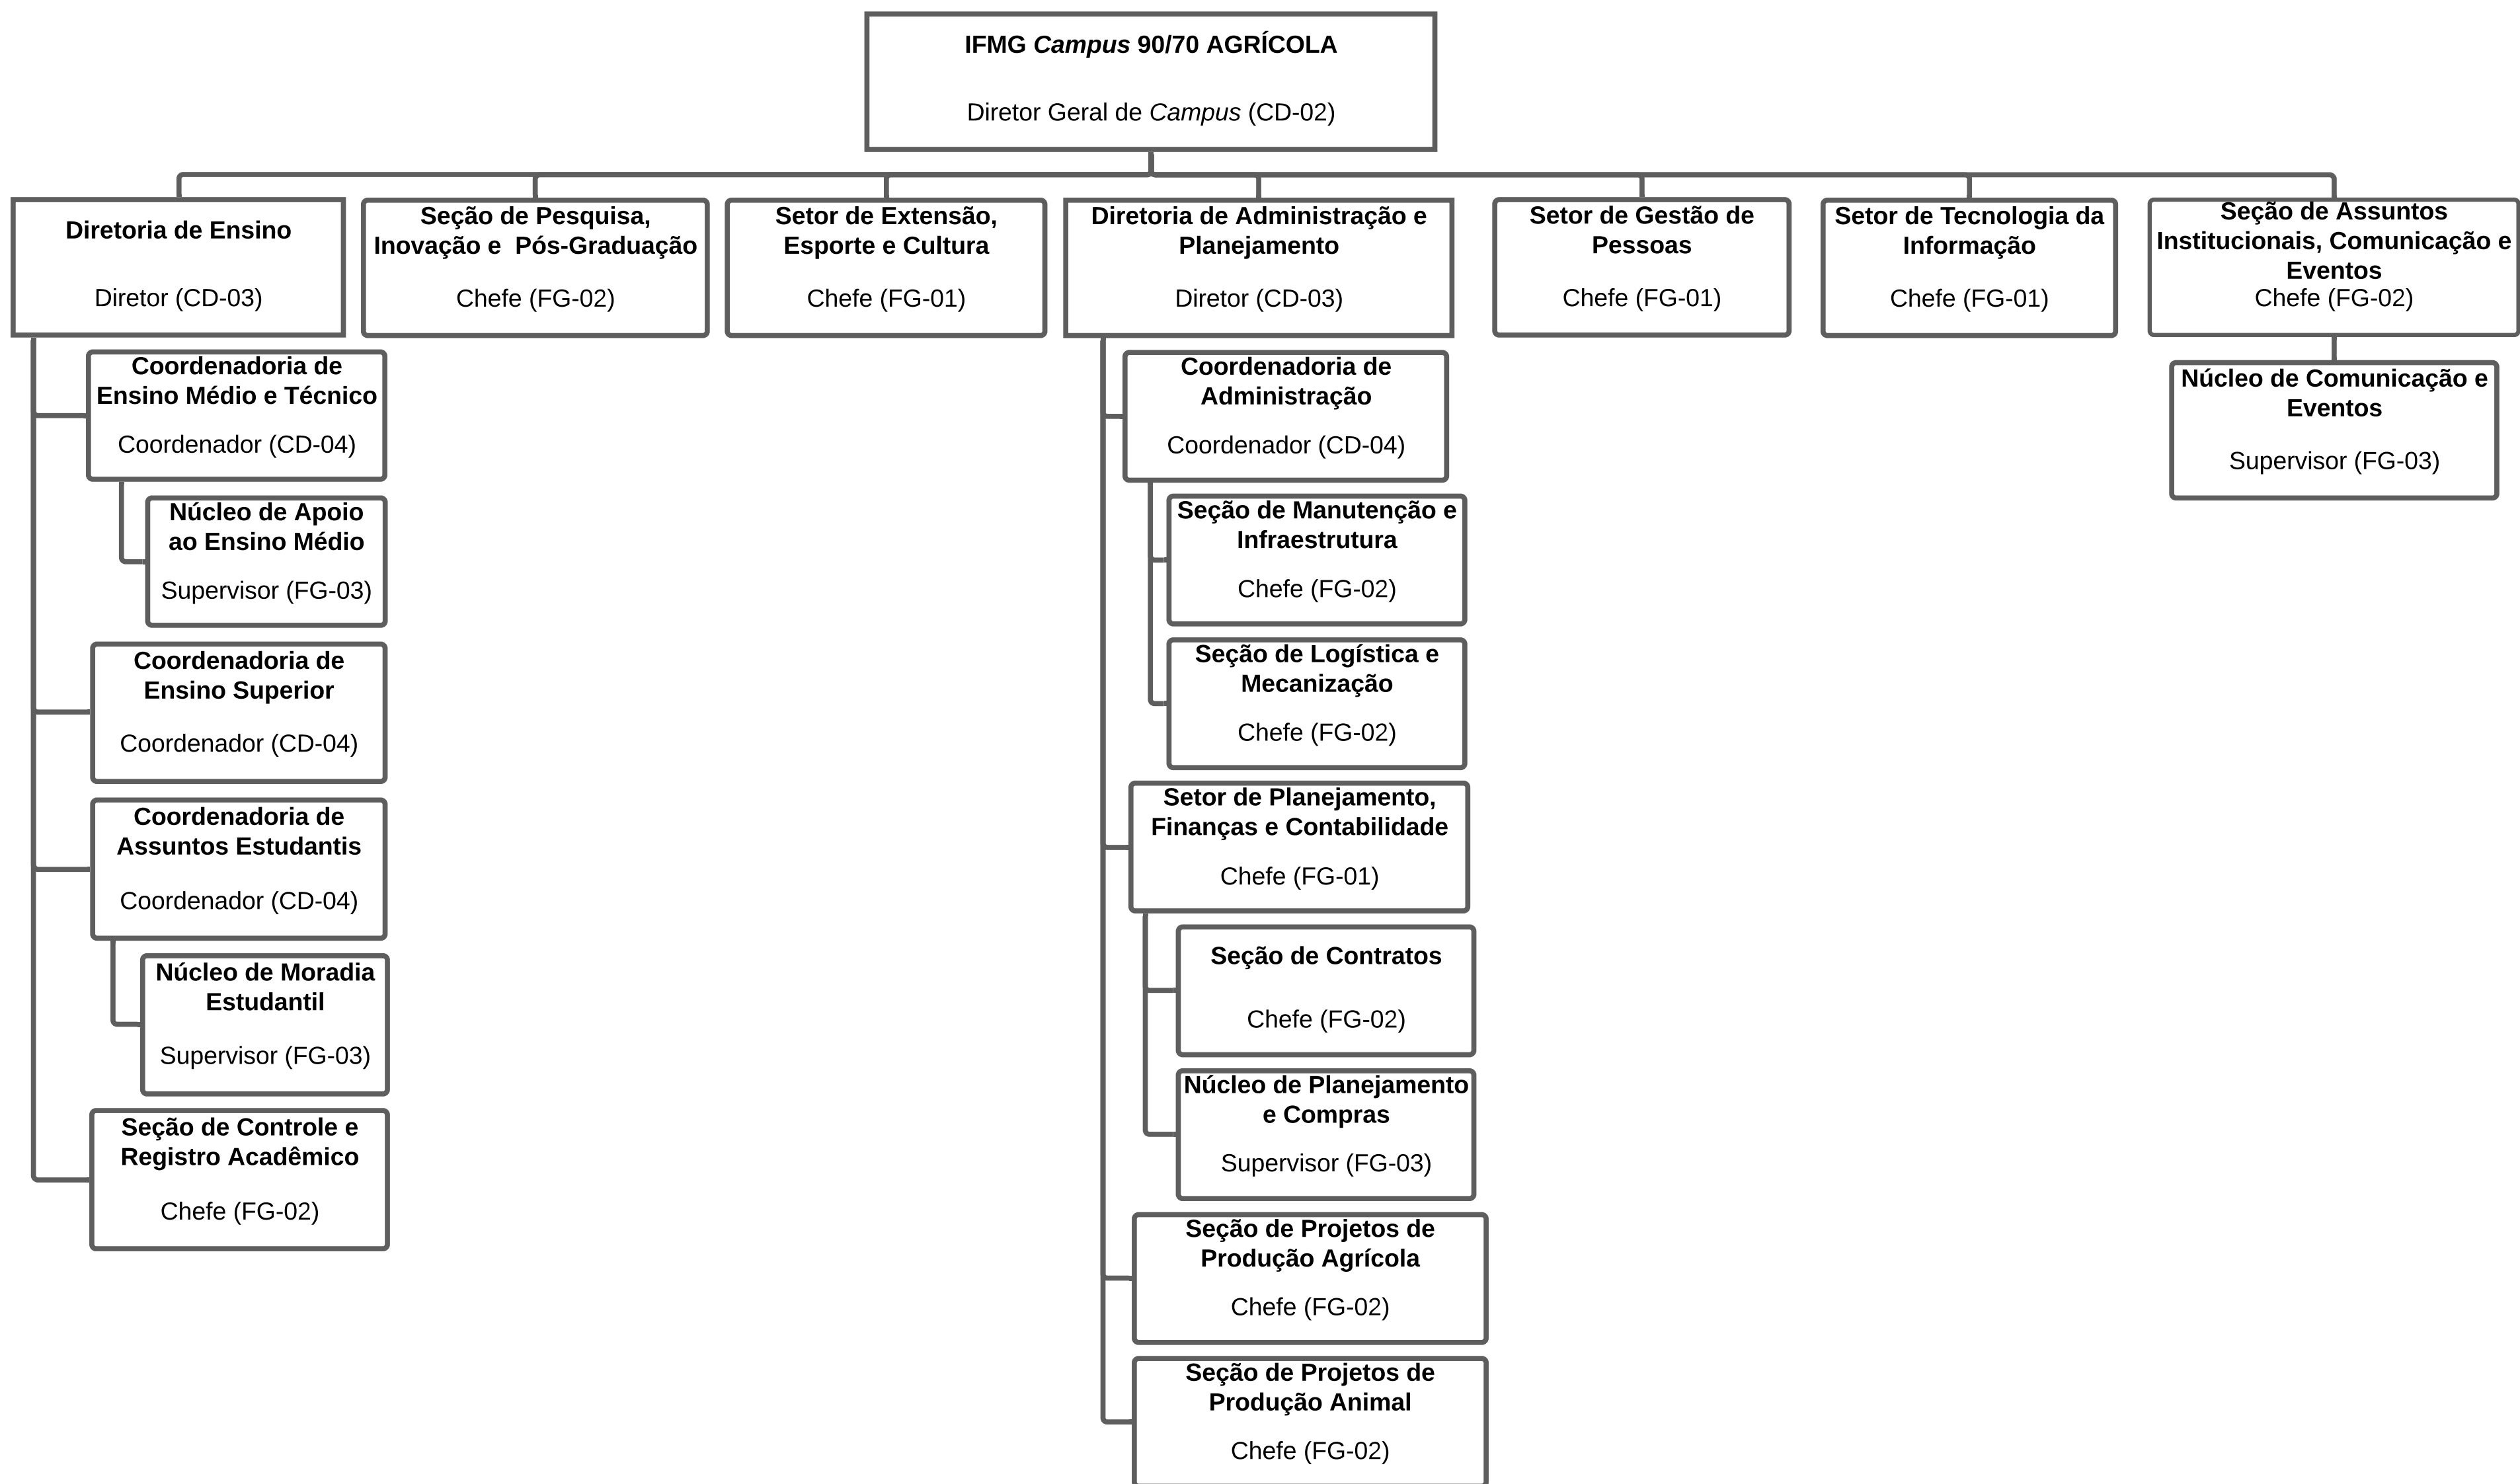 IFMG Campus 90/70 AGRÍCOLA
Diretor Geral de Campus (CD-02)
Diretoria de Ensino
Diretor (CD-03)
Seção de Pesquisa,
Inovação e  Pós-Graduação
Chefe (FG-02)
Setor de Extensão,
Esporte e Cultura
Chefe (FG-01)
Diretoria de Administração e
Planejamento
Diretor (CD-03)
Setor de Gestão de
Pessoas
Chefe (FG-01)
Setor de Tecnologia da
Informação
Chefe (FG-01)
Seção de Assuntos
Institucionais, Comunicação e
Eventos
Chefe (FG-02)
Coordenadoria de
Ensino Médio e Técnico
Coordenador (CD-04)
Núcleo de Apoio
ao Ensino Médio
Supervisor (FG-03)
Coordenadoria de
Ensino Superior
Coordenador (CD-04)
Coordenadoria de
Assuntos Estudantis
Coordenador (CD-04)
Núcleo de Moradia
Estudantil
Supervisor (FG-03)
Seção de Controle e
Registro Acadêmico
Chefe (FG-02)
Coordenadoria de
Administração
Coordenador (CD-04)
Seção de Manutenção e
Infraestrutura
Chefe (FG-02)
Seção de Logística e
Mecanização
Chefe (FG-02)
Setor de Planejamento,
Finanças e Contabilidade
Chefe (FG-01)
Seção de Contratos
Chefe (FG-02)
Núcleo de Planejamento
e Compras
Supervisor (FG-03)
Seção de Projetos de
Produção Agrícola
Chefe (FG-02)
Seção de Projetos de
Produção Animal
Chefe (FG-02)
Núcleo de Comunicação e
Eventos
Supervisor (FG-03)